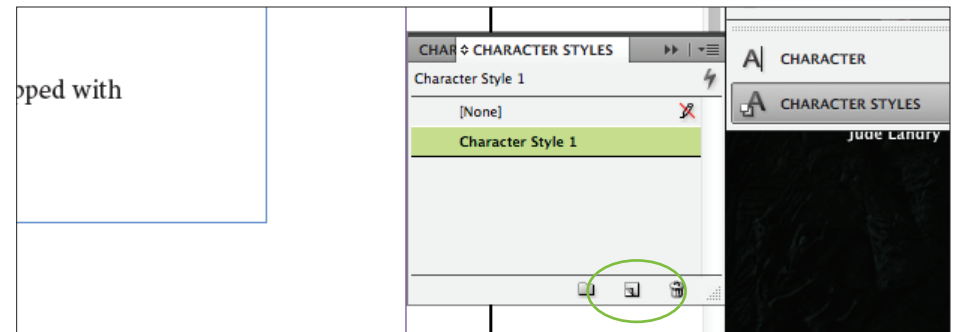 pped with
CHAR CHARACTER STYLES
Character Style 1
[None]
Character Style 1
CHARACTER
CHARACTER STYLES
Jude Landry